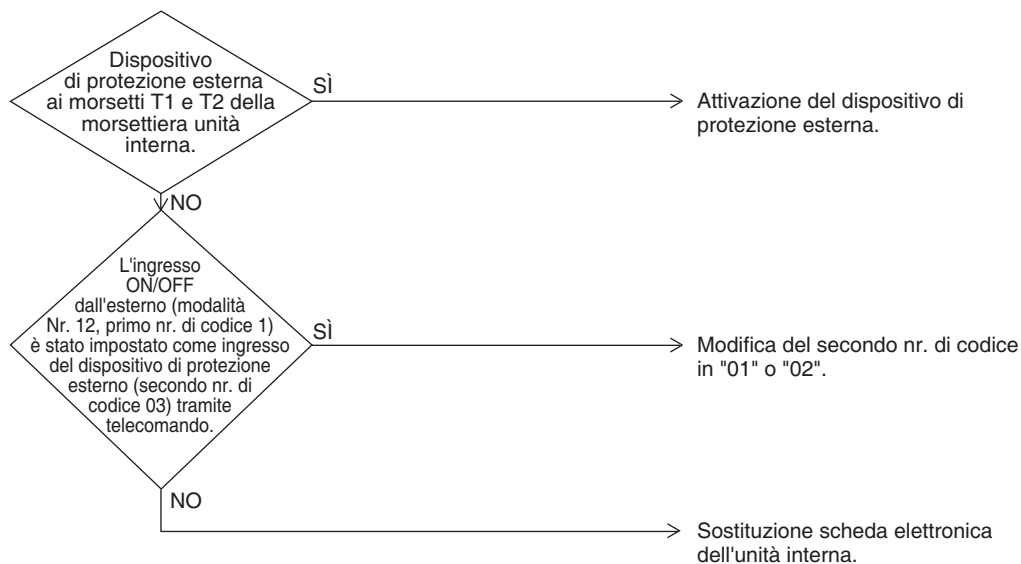 Dispositivo
di protezione esterna
ai morsetti T1 e T2 della
morsettiera unità
interna.
SÌ
Attivazione del dispositivo di
protezione esterna.
NO
L'ingresso
ON/OFF
dall'esterno (modalità
Nr. 12, primo nr. di codice 1)
è stato impostato come ingresso
del dispositivo di protezione
esterno (secondo nr. di
codice 03) tramite
telecomando.
SÌ
Modifica del secondo nr. di codice
in "01" o "02".
NO
Sostituzione scheda elettronica
dell'unità interna.